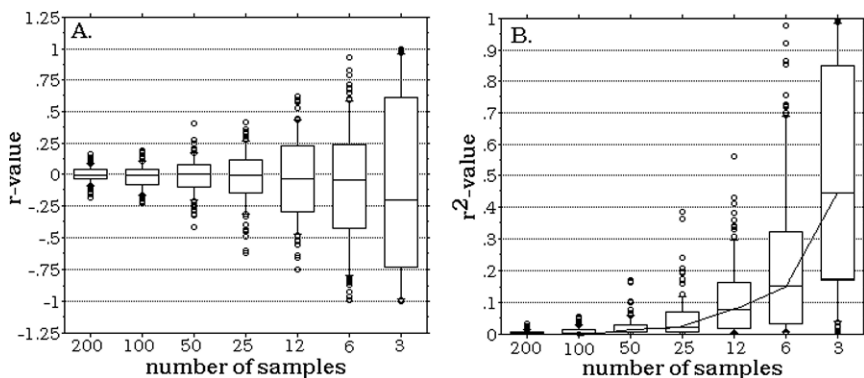 A.
r-value
1.25
1
.75
.5
.25
0
-.25
-.5
-.75
-1
-1.25
200 100 50 25 12 6 3
number of samples
B.
r2-value
1
.9
.8
.7
.6
.5
.4
.3
.2
.1
0
200 100 50 25 12 6 3
number of samples